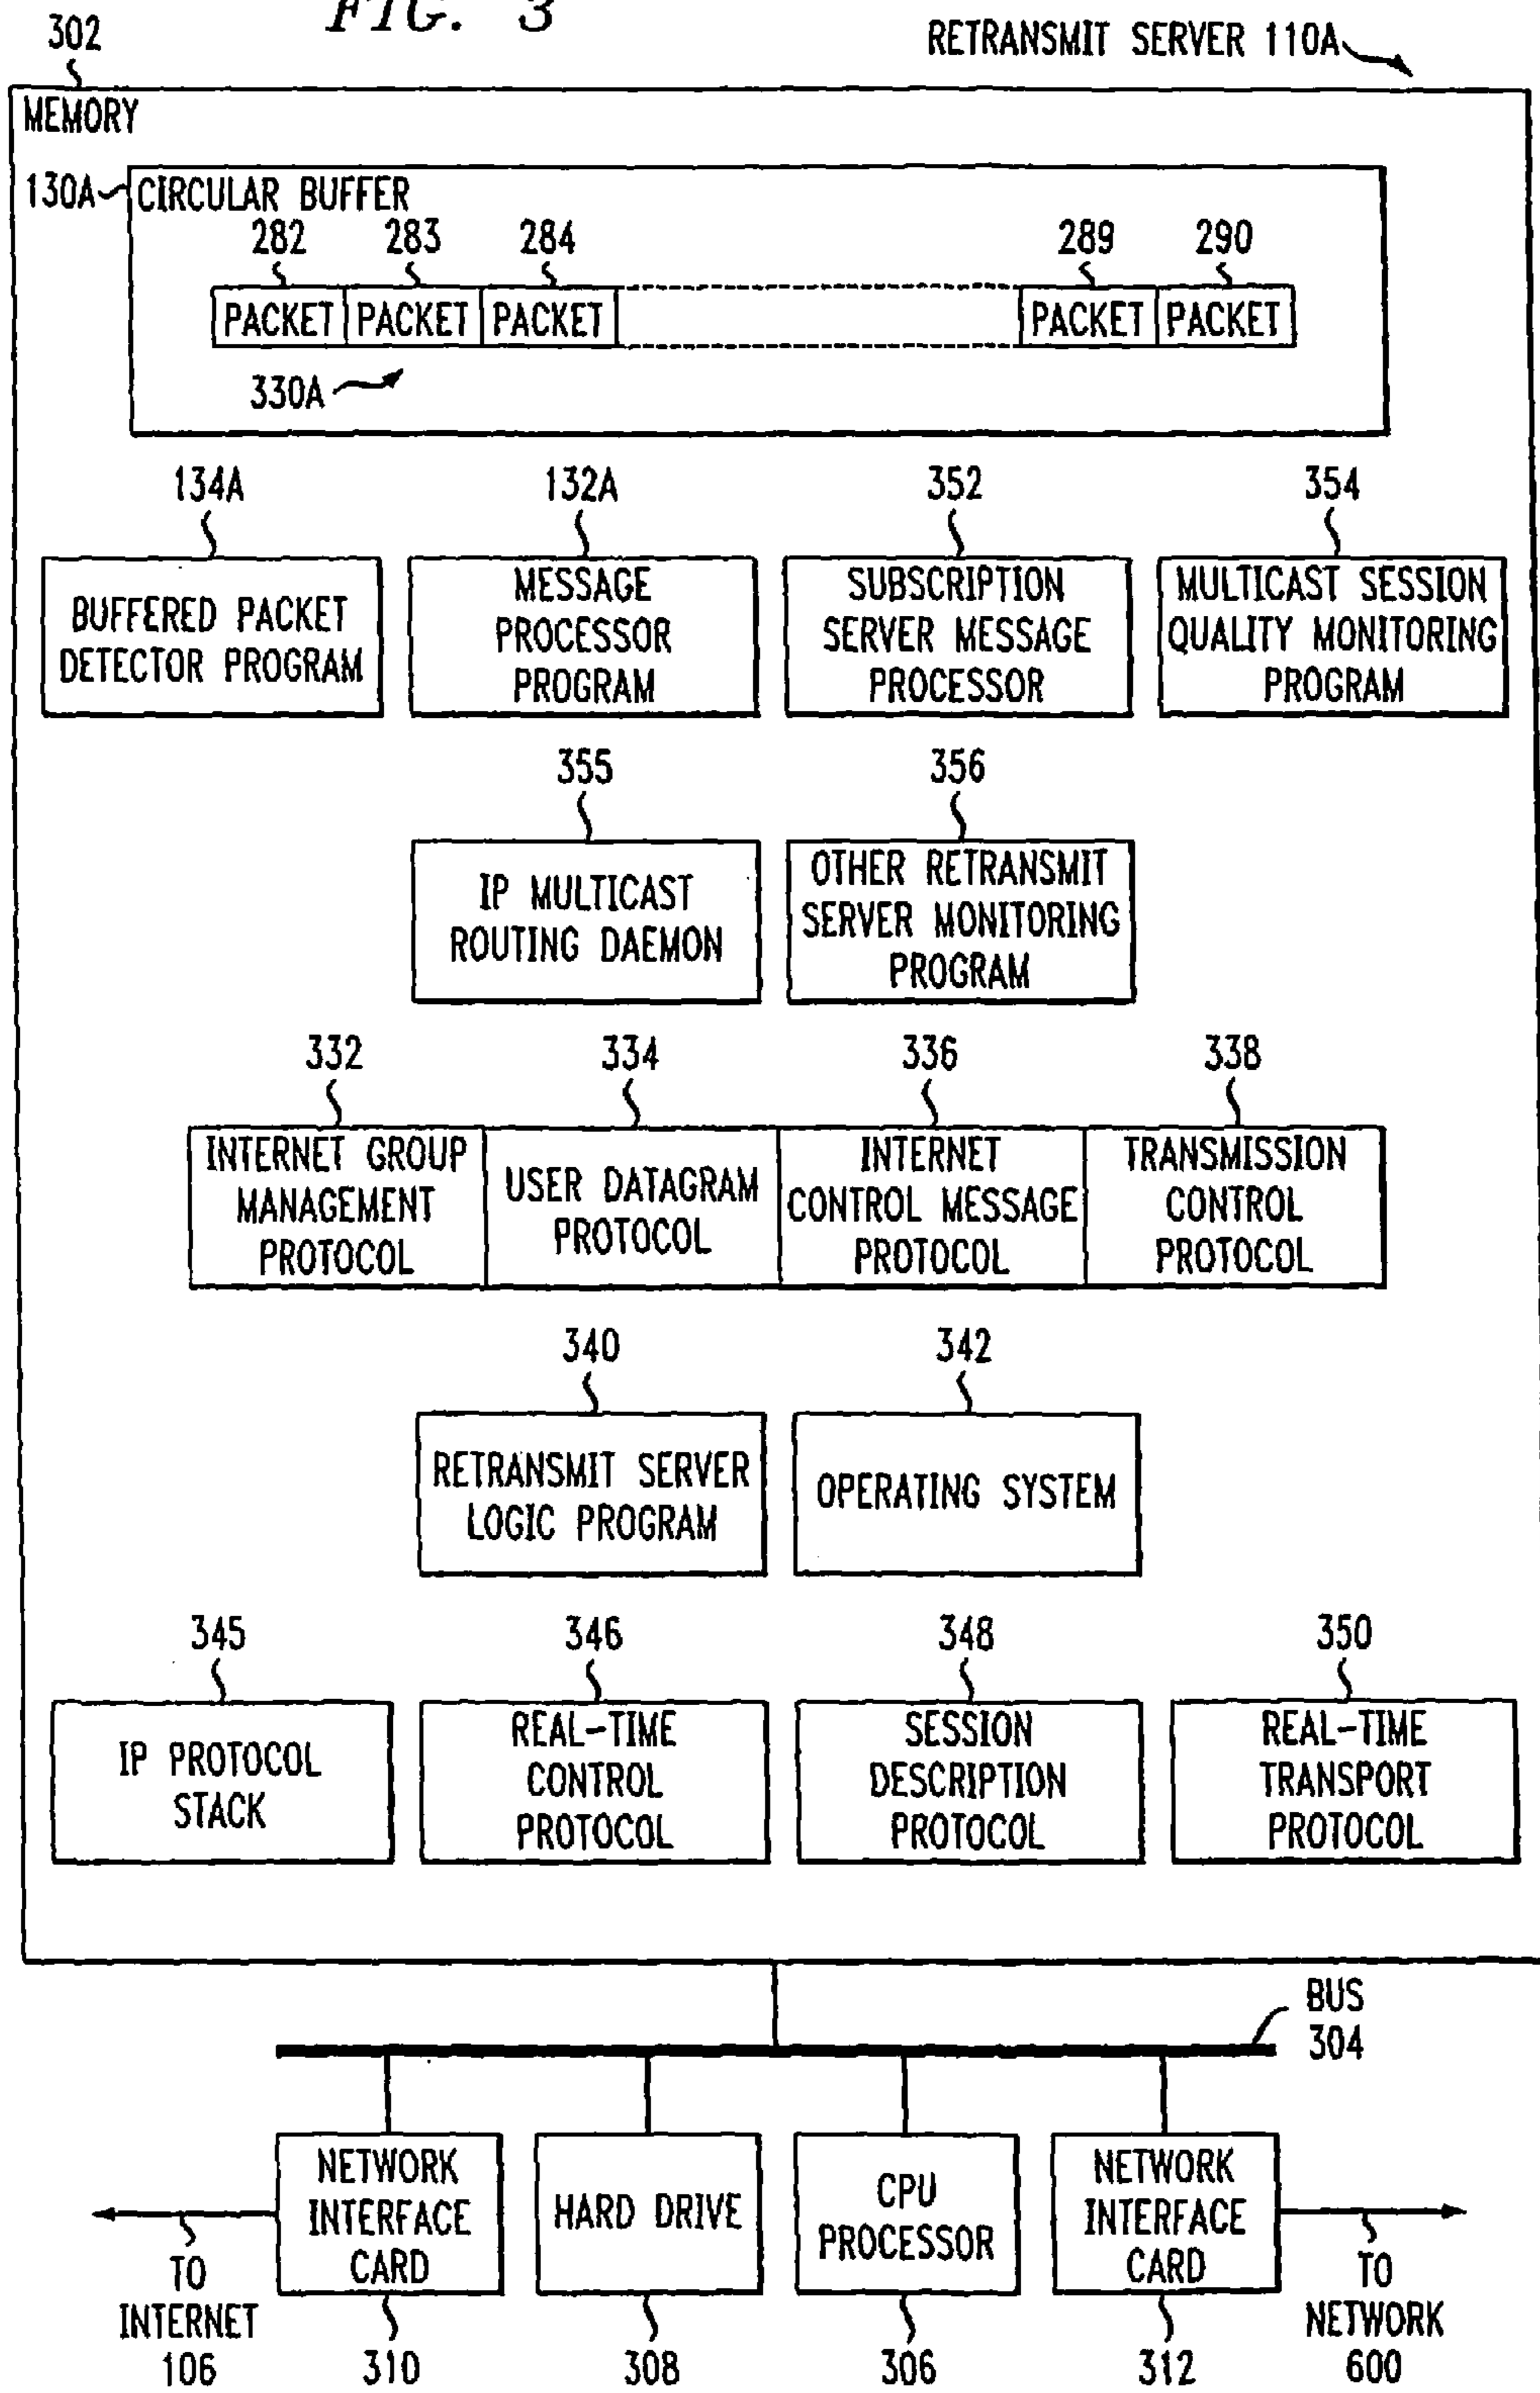 FIG. 3
302
RETRANSMIT SERVER 110A
MEMORY
130A
CIRCULAR BUFFER
282 283 284 289 290
PACKET PACKET PACKET PACKET PACKET
330A
134A 132A 352 354
BUFFERED PACKET
DETECTOR PROGRAM
MESSAGE
PROCESSOR
PROGRAM
SUBSCRIPTION
SERVER MESSAGE
PROCESSOR
MULTICAST SESSION
QUALITY MONITORING
PROGRAM
355 356
IP MULTICAST
ROUTING DAEMON
OTHER RETRANSMIT
SERVER MONITORING
PROGRAM
332 334 336 338
INTERNET GROUP
MANAGEMENT
PROTOCOL
USER DATAGRAM
PROTOCOL
INTERNET
CONTROL MESSAGE
PROTOCOL
TRANSMISSION
CONTROL
PROTOCOL
340 342
RETRANSMIT SERVER
LOGIC PROGRAM
OPERATING SYSTEM
345 346 348 350
IP PROTOCOL
STACK
REAL-TIME
CONTROL
PROTOCOL
SESSION
DESCRIPTION
PROTOCOL
REAL-TIME
TRANSPORT
PROTOCOL
BUS
304
NETWORK
INTERFACE
CARD
HARD DRIVE
CPU
PROCESSOR
NETWORK
INTERFACE
CARD
TO
INTERNET
106
310 308 306 312
TO
NETWORK
600